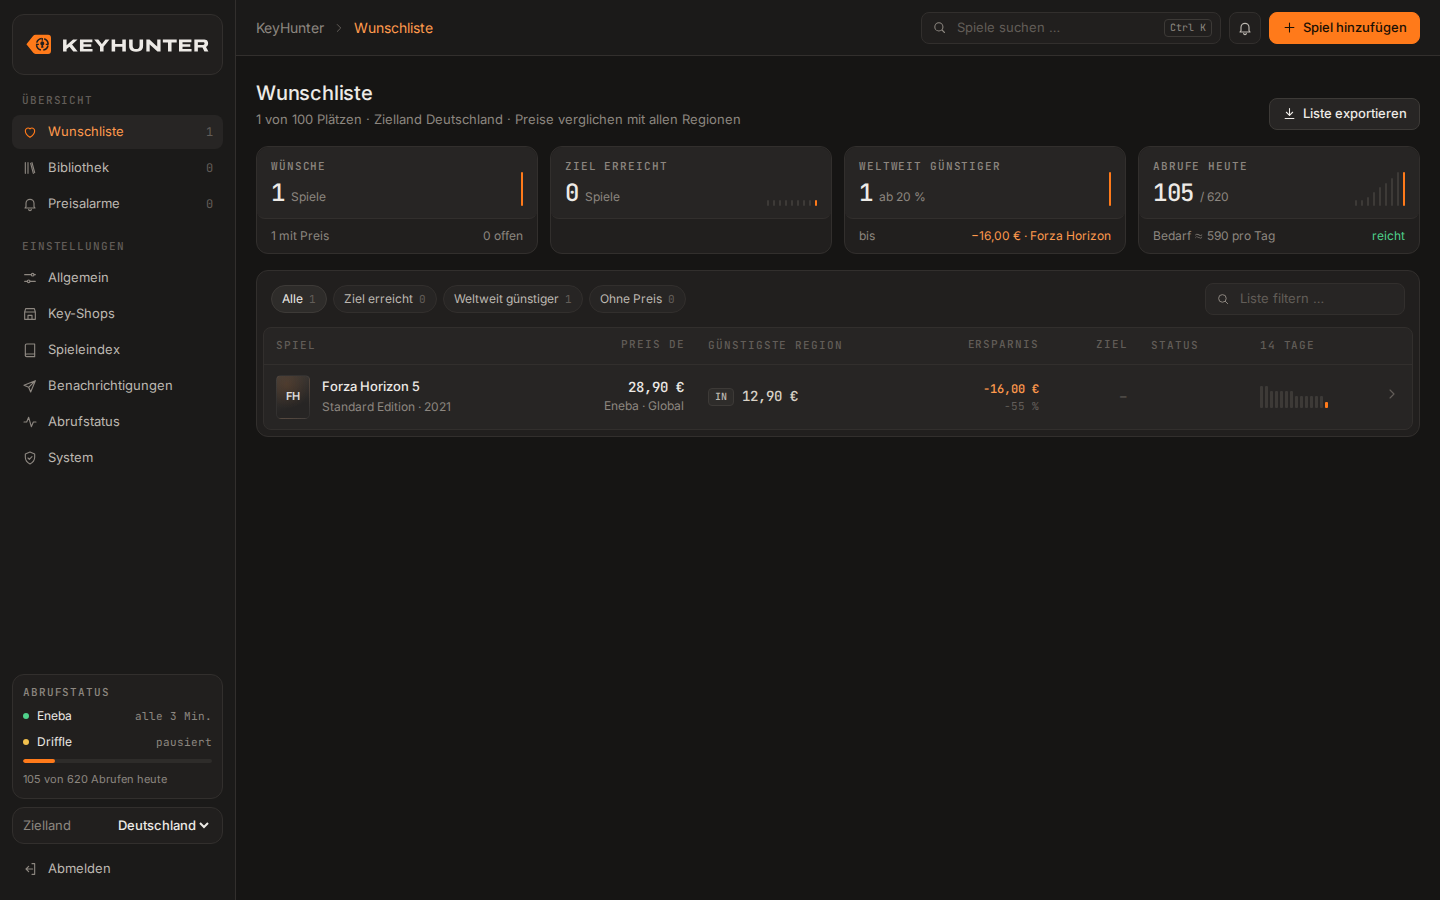 KEYHUNTER
ÜBERSICHT
Wunschliste 1
Bibliothek 0
Preisalarme 0
EINSTELLUNGEN
Allgemein
Key-Shops
Spieleindex
Benachrichtigungen
Abrufstatus
System
ABRUFSTATUS
Eneba alle 3 Min.
Driffle pausiert
105 von 620 Abrufen heute
Zielland Deutschland
Abmelden
KeyHunter Wunschliste
Spiele suchen ... Ctrl K
Spiel hinzufügen
Wunschliste
1 von 100 Plätzen · Zielland Deutschland · Preise verglichen mit allen Regionen
Liste exportieren
WÜNSCHE
1 Spiele
1 mit Preis 0 offen
ZIEL ERREICHT
0 Spiele
WELTWEIT GÜNSTIGER
1 ab 20 %
bis −16,00 € · Forza Horizon
ABRUFE HEUTE
105 / 620
Bedarf ≈ 590 pro Tag reicht
Alle 1 Ziel erreicht 0 Weltweit günstiger 1 Ohne Preis 0
Liste filtern ...
SPIEL PREIS DE GÜNSTIGSTE REGION ERSPARNIS ZIEL STATUS 14 TAGE
FH Forza Horizon 5 28,90 € IN 12,90 € -16,00 € –
Standard Edition · 2021 Eneba · Global -55 %